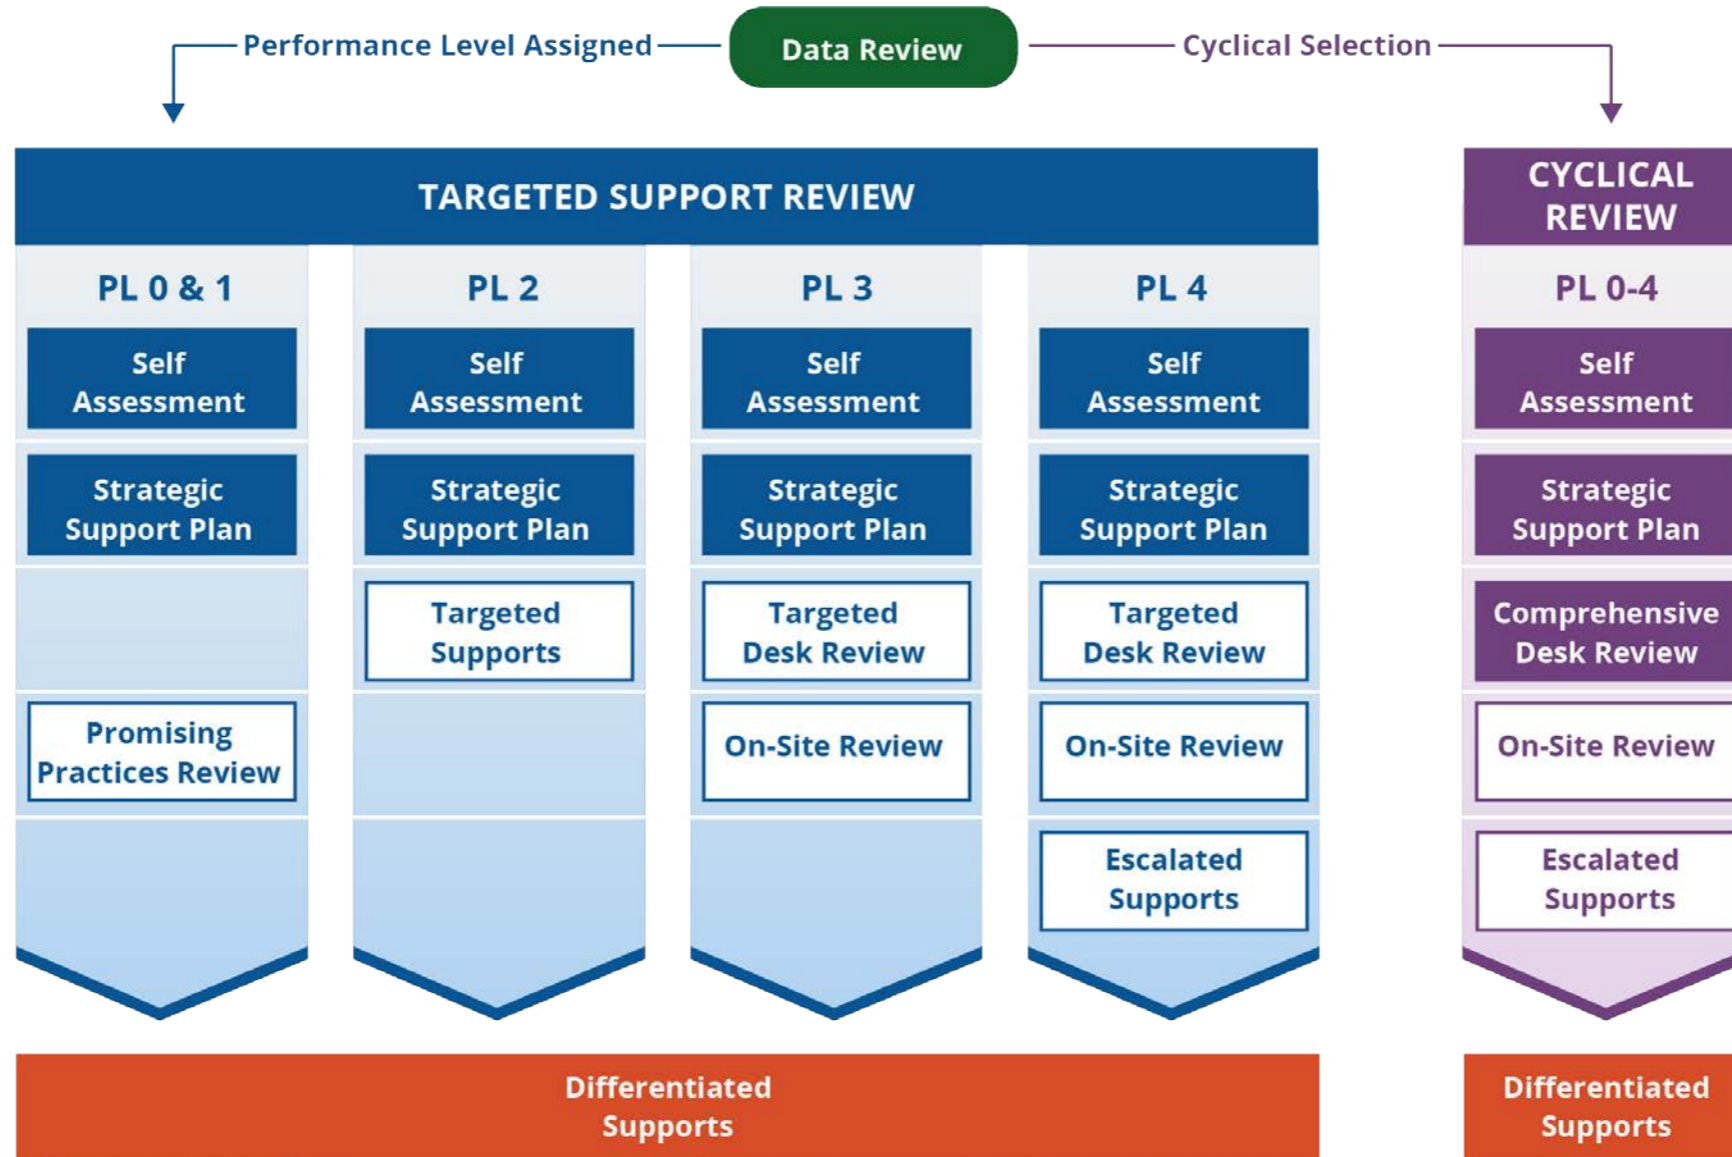 Performance Level Assigned
Data Review
Cyclical Selection
TARGETED SUPPORT REVIEW
PL 0 & 1
Self
Assessment
Strategic
Support Plan
Promising
Practices Review
PL 2
Self
Assessment
Strategic
Support Plan
Targeted
Supports
PL 3
Self
Assessment
Strategic
Support Plan
Targeted
Desk Review
On-Site Review
PL 4
Self
Assessment
Strategic
Support Plan
Targeted
Desk Review
On-Site Review
Escalated
Supports
Differentiated
Supports
CYCLICAL
REVIEW
PL 0-4
Self
Assessment
Strategic
Support Plan
Comprehensive
Desk Review
On-Site Review
Escalated
Supports
Differentiated
Supports